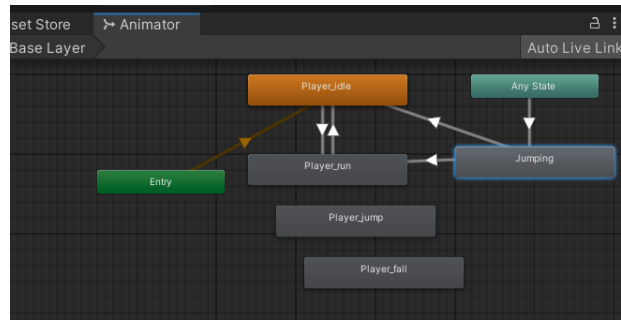 set Store
Animator
Base Layer
Auto Live Link
Player_idle
Any State
Player_run
Jumping
Entry
Player_jump
Player_fall